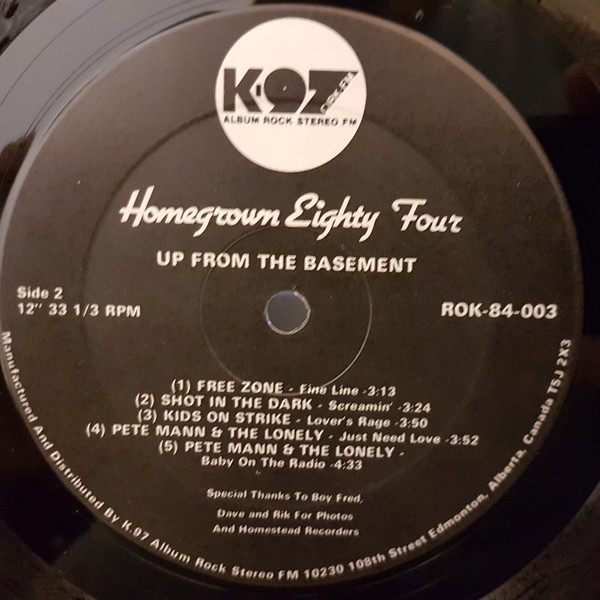 K-97
CIRK-FM
ALBUM ROCK STEREO FM
Homegrown Eighty Four
UP FROM THE BASEMENT
Side 2
12" 33 1/3 RPM
ROK-84-003
(1) FREE ZONE - Fine Line -3:13
(2) SHOT IN THE DARK - Screamin' -3:24
(3) KIDS ON STRIKE - Lover's Rage -3:50
(4) PETE MANN & THE LONELY - Just Need Love -3:52
(5) PETE MANN & THE LONELY -
Baby On The Radio -4:33
Special Thanks To Boy Fred,
Dave and Rik For Photos
And Homestead Recorders
Manufactured And Distributed By K.97 Album Rock Stereo FM 10230 108th Street Edmonton, Alberta, Canada T5J 2X3